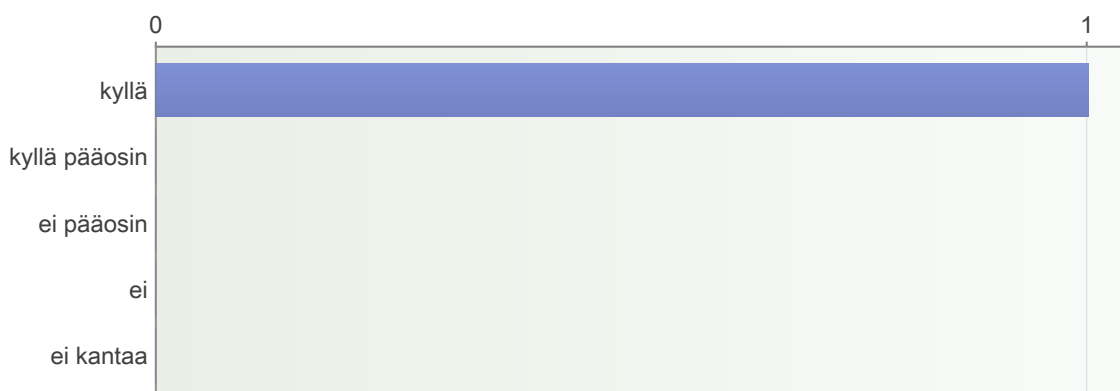 0 1
kyllä
kyllä pääosin
ei pääosin
ei
ei kantaa